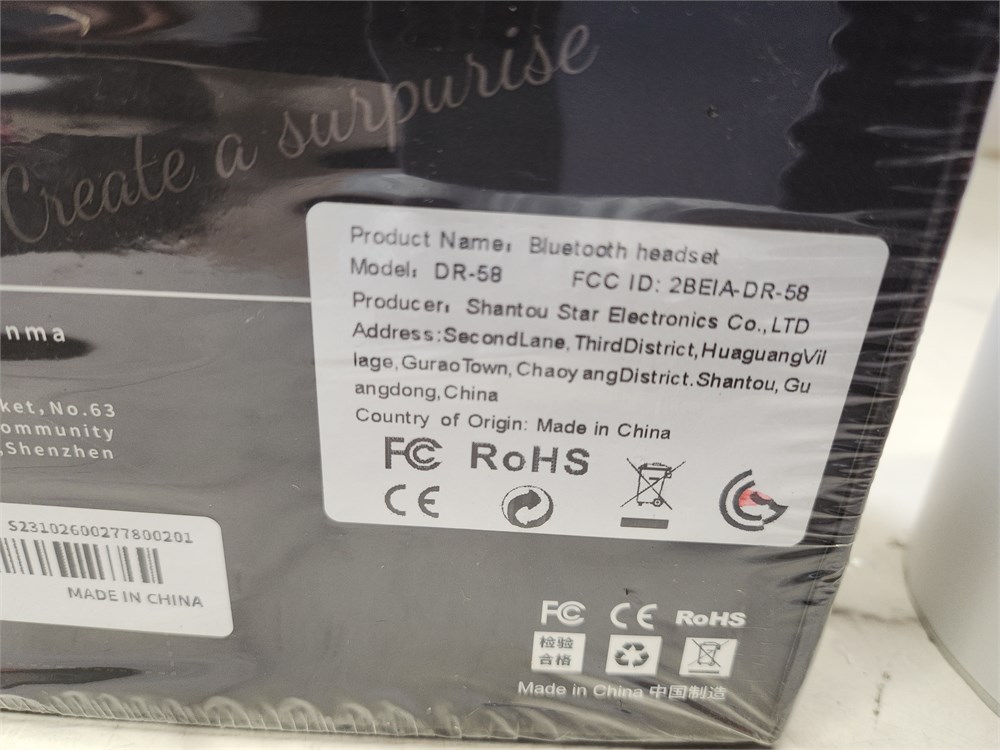 Create a surpurise
Product Name: Bluetooth headset
Model: DR-58 FCC ID: 2BEIA-DR-58
Producer: Shantou Star Electronics Co.,LTD
Address:SecondLane,ThirdDistrict,HuaguangVil
lage,GuraoTown,ChaoyangDistrict.Shantou,Gu
angdong,China
Country of Origin: Made in China
FC RoHS
CE
nma
ket,No.63
ommunity
,Shenzhen
S23102600277800201
MADE IN CHINA
FC CE RoHS
检验
合格
Made in China 中国制造